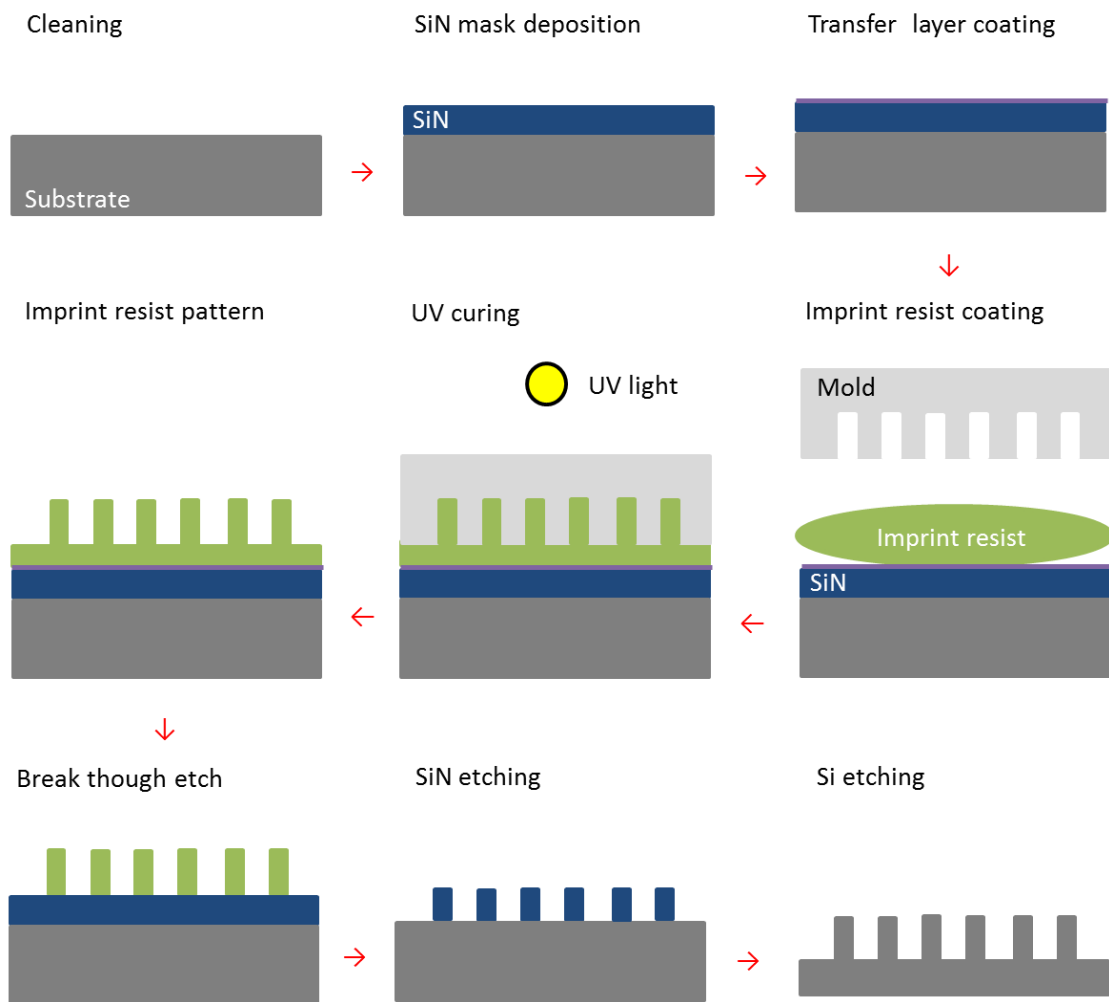 Cleaning
SiN mask deposition
Transfer layer coating
SiN
Substrate
Imprint resist pattern
UV curing
Imprint resist coating
UV light
Mold
Imprint resist
SiN
Break though etch
SiN etching
Si etching